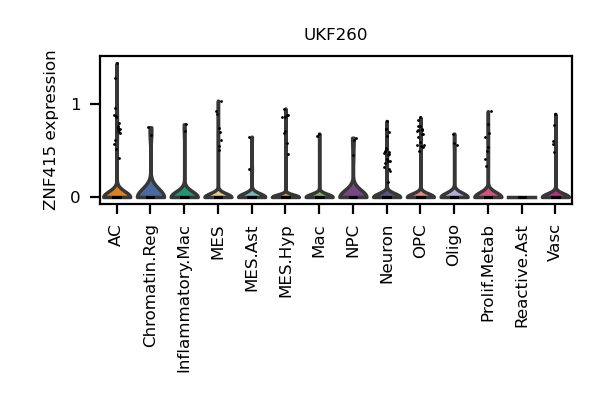 UKF260
ZNF415 expression
1
0
AC
Chromatin.Reg
Inflammatory.Mac
MES
MES.Ast
MES.Hyp
Mac
NPC
Neuron
OPC
Oligo
Prolif.Metab
Reactive.Ast
Vasc